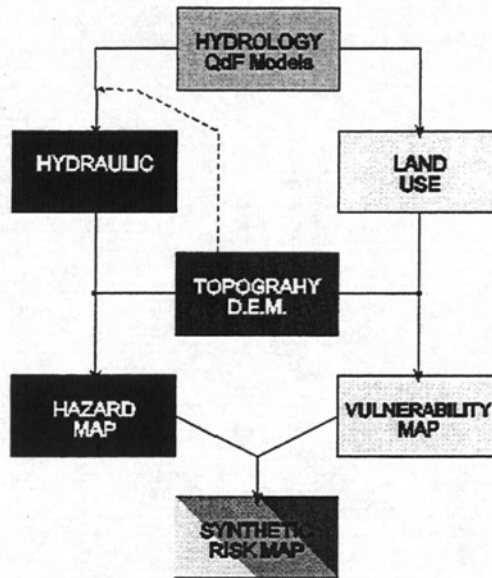 HYDROLOGY
QdF Models
HYDRAULIC
LAND
USE
TOPOGRAHY
D.E.M.
HAZARD
MAP
VULNERABILITY
MAP
SYNTHETIC
RISK MAP